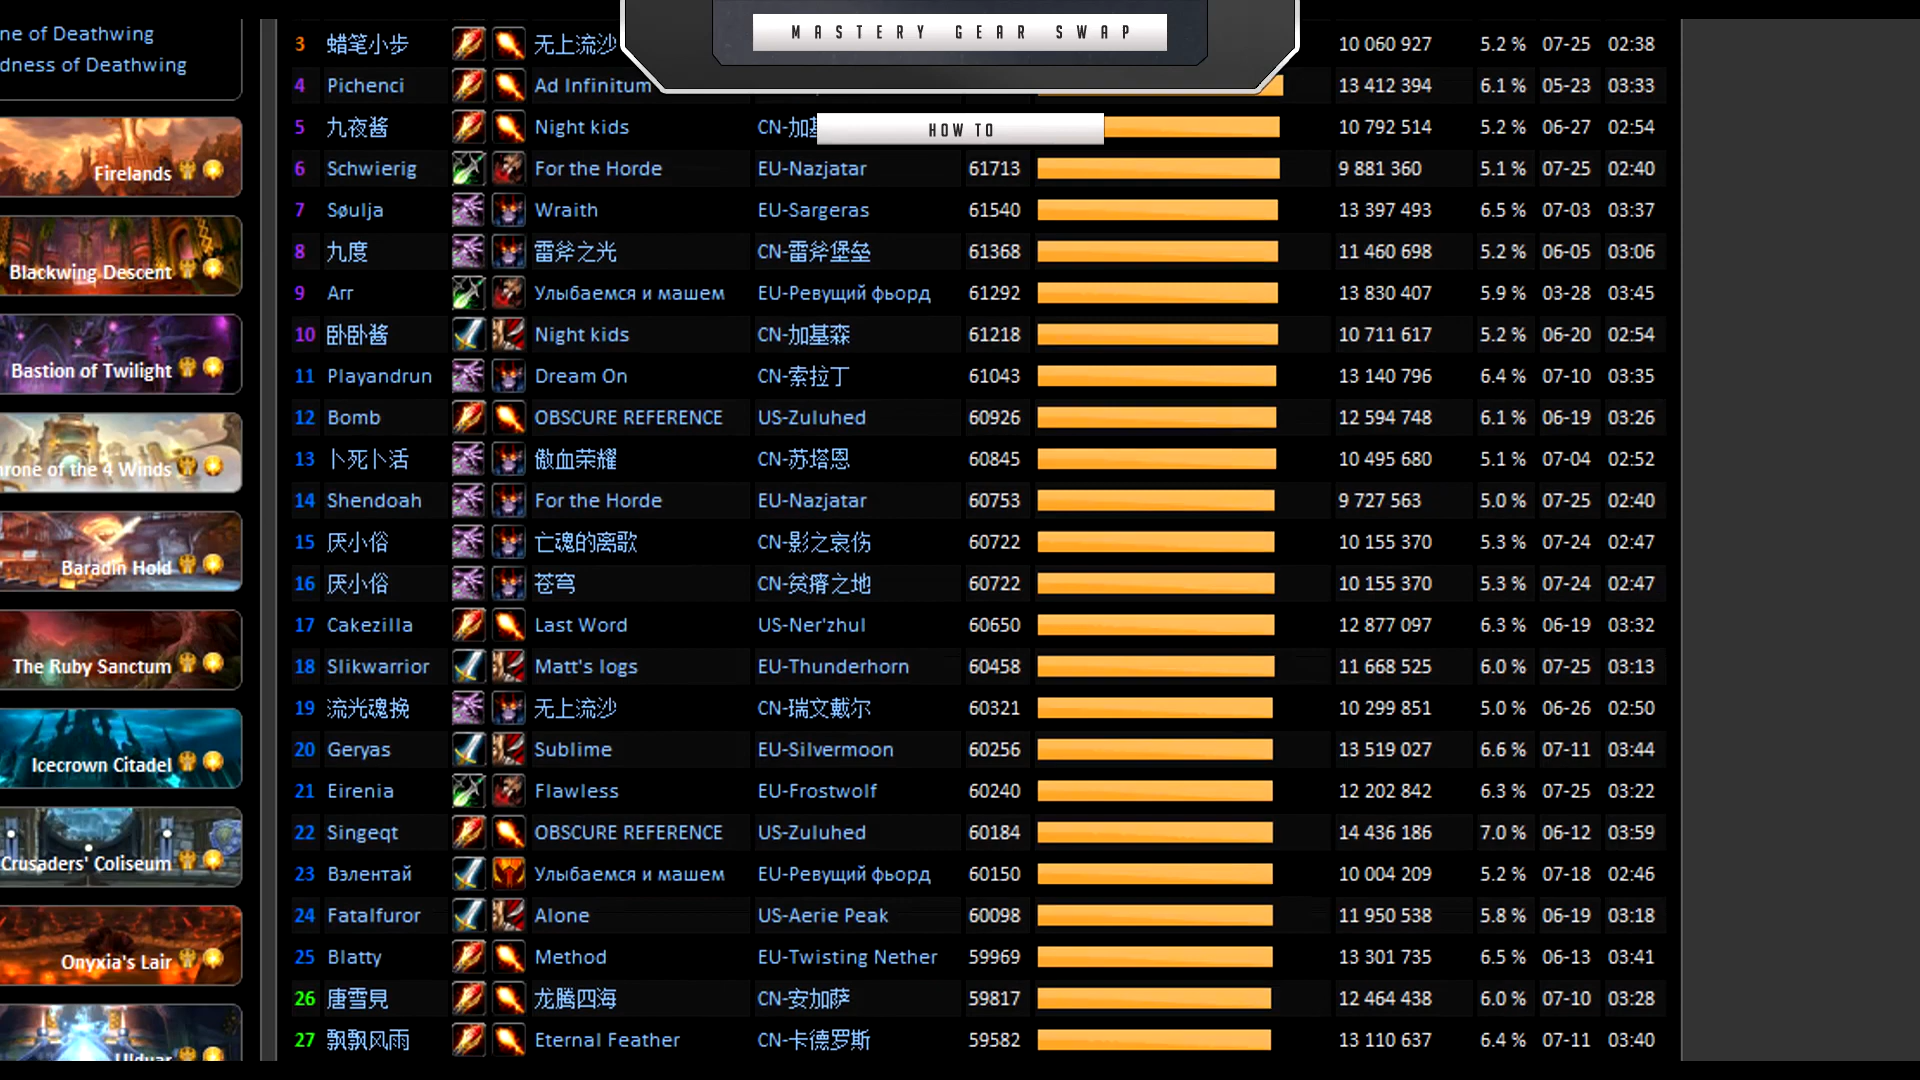 MASTERY GEAR SWAP
HOW TO
ne of Deathwing
dness of Deathwing
Firelands
Blackwing Descent
Bastion of Twilight
hrone of the 4 Winds
Baradin Hold
The Ruby Sanctum
Icecrown Citadel
Crusaders' Coliseum
Onyxia's Lair
Ulduar
3 蜡笔小步 无上流沙 10 060 927 5.2 % 07-25 02:38
4 Pichenci Ad Infinitum 13 412 394 6.1 % 05-23 03:33
5 九夜酱 Night kids CN-加 10 792 514 5.2 % 06-27 02:54
6 Schwierig For the Horde EU-Nazjatar 61713 9 881 360 5.1 % 07-25 02:40
7 Søulja Wraith EU-Sargeras 61540 13 397 493 6.5 % 07-03 03:37
8 九度 雷斧之光 CN-雷斧堡垒 61368 11 460 698 5.2 % 06-05 03:06
9 Arr Улыбаемся и машем EU-Ревущий фьорд 61292 13 830 407 5.9 % 03-28 03:45
10 卧卧酱 Night kids CN-加基森 61218 10 711 617 5.2 % 06-20 02:54
11 Playandrun Dream On CN-索拉丁 61043 13 140 796 6.4 % 07-10 03:35
12 Bomb OBSCURE REFERENCE US-Zuluhed 60926 12 594 748 6.1 % 06-19 03:26
13 卜死卜活 傲血荣耀 CN-苏塔恩 60845 10 495 680 5.1 % 07-04 02:52
14 Shendoah For the Horde EU-Nazjatar 60753 9 727 563 5.0 % 07-25 02:40
15 厌小俗 亡魂的离歌 CN-影之哀伤 60722 10 155 370 5.3 % 07-24 02:47
16 厌小俗 苍穹 CN-贫瘠之地 60722 10 155 370 5.3 % 07-24 02:47
17 Cakezilla Last Word US-Ner'zhul 60650 12 877 097 6.3 % 06-19 03:32
18 Slikwarrior Matt's logs EU-Thunderhorn 60458 11 668 525 6.0 % 07-25 03:13
19 流光魂挽 无上流沙 CN-瑞文戴尔 60321 10 299 851 5.0 % 06-26 02:50
20 Geryas Sublime EU-Silvermoon 60256 13 519 027 6.6 % 07-11 03:44
21 Eirenia Flawless EU-Frostwolf 60240 12 202 842 6.3 % 07-25 03:22
22 Singeqt OBSCURE REFERENCE US-Zuluhed 60184 14 436 186 7.0 % 06-12 03:59
23 Вэлентай Улыбаемся и машем EU-Ревущий фьорд 60150 10 004 209 5.2 % 07-18 02:46
24 Fatalfuror Alone US-Aerie Peak 60098 11 950 538 5.8 % 06-19 03:18
25 Blatty Method EU-Twisting Nether 59969 13 301 735 6.5 % 06-13 03:41
26 唐雪見 龙腾四海 CN-安加萨 59817 12 464 438 6.0 % 07-10 03:28
27 飘飘风雨 Eternal Feather CN-卡德罗斯 59582 13 110 637 6.4 % 07-11 03:40